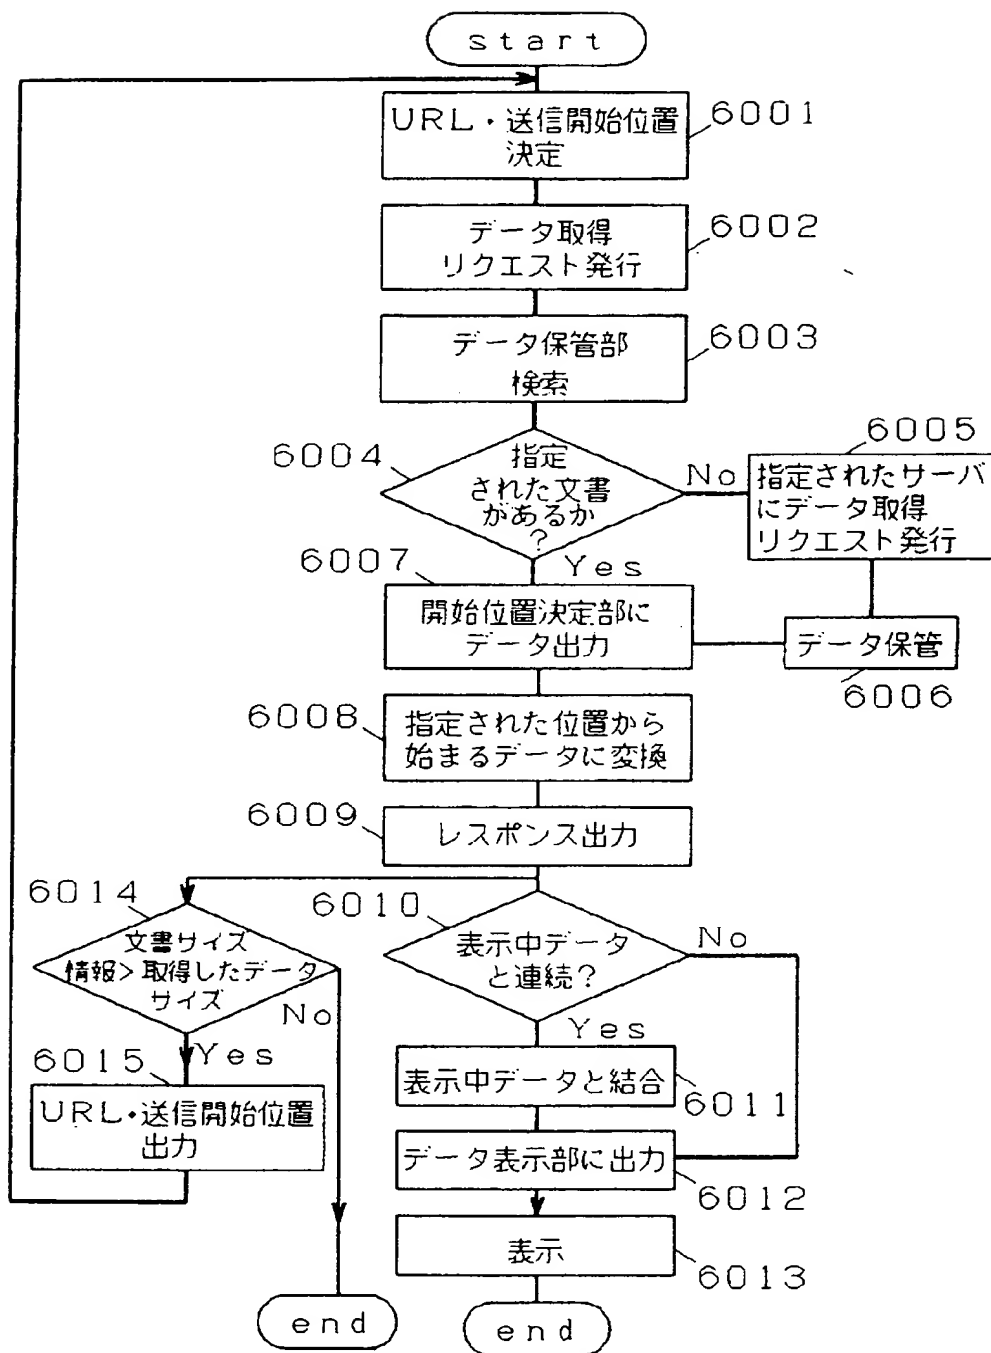 start
URL・送信開始位置
決定
6001
データ取得
リクエスト発行
6002
データ保管部
検索
6003
6004
指定
された文書
があるか
?
No
Yes
6005
指定されたサーバ
にデータ取得
リクエスト発行
データ保管
6006
6007
開始位置決定部に
データ出力
6008
指定された位置から
始まるデータに変換
6009
レスポンス出力
6014
文書サイズ
情報>取得したデータ
サイズ
No
Yes
6015
URL・送信開始位置
出力
end
6010
表示中データ
と連続?
No
Yes
表示中データと結合
6011
データ表示部に出力
6012
表示
6013
end